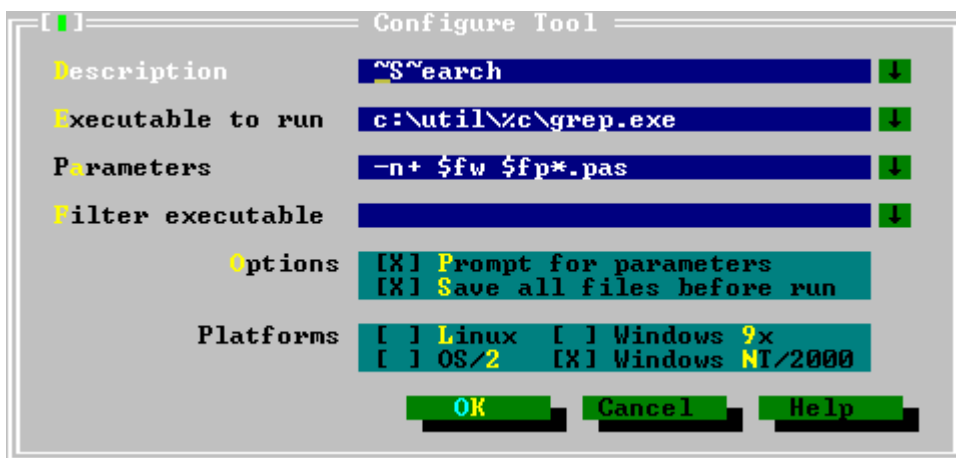 [ ] Configure Tool
Description ~S~earch ↓
Executable to run c:\util\%c\grep.exe ↓
Parameters -n+ $fw $fp*.pas ↓
Filter executable ↓
Options [X] Prompt for parameters
[X] Save all files before run
Platforms [ ] Linux [ ] Windows 9x
[ ] OS/2 [X] Windows NT/2000
OK Cancel Help